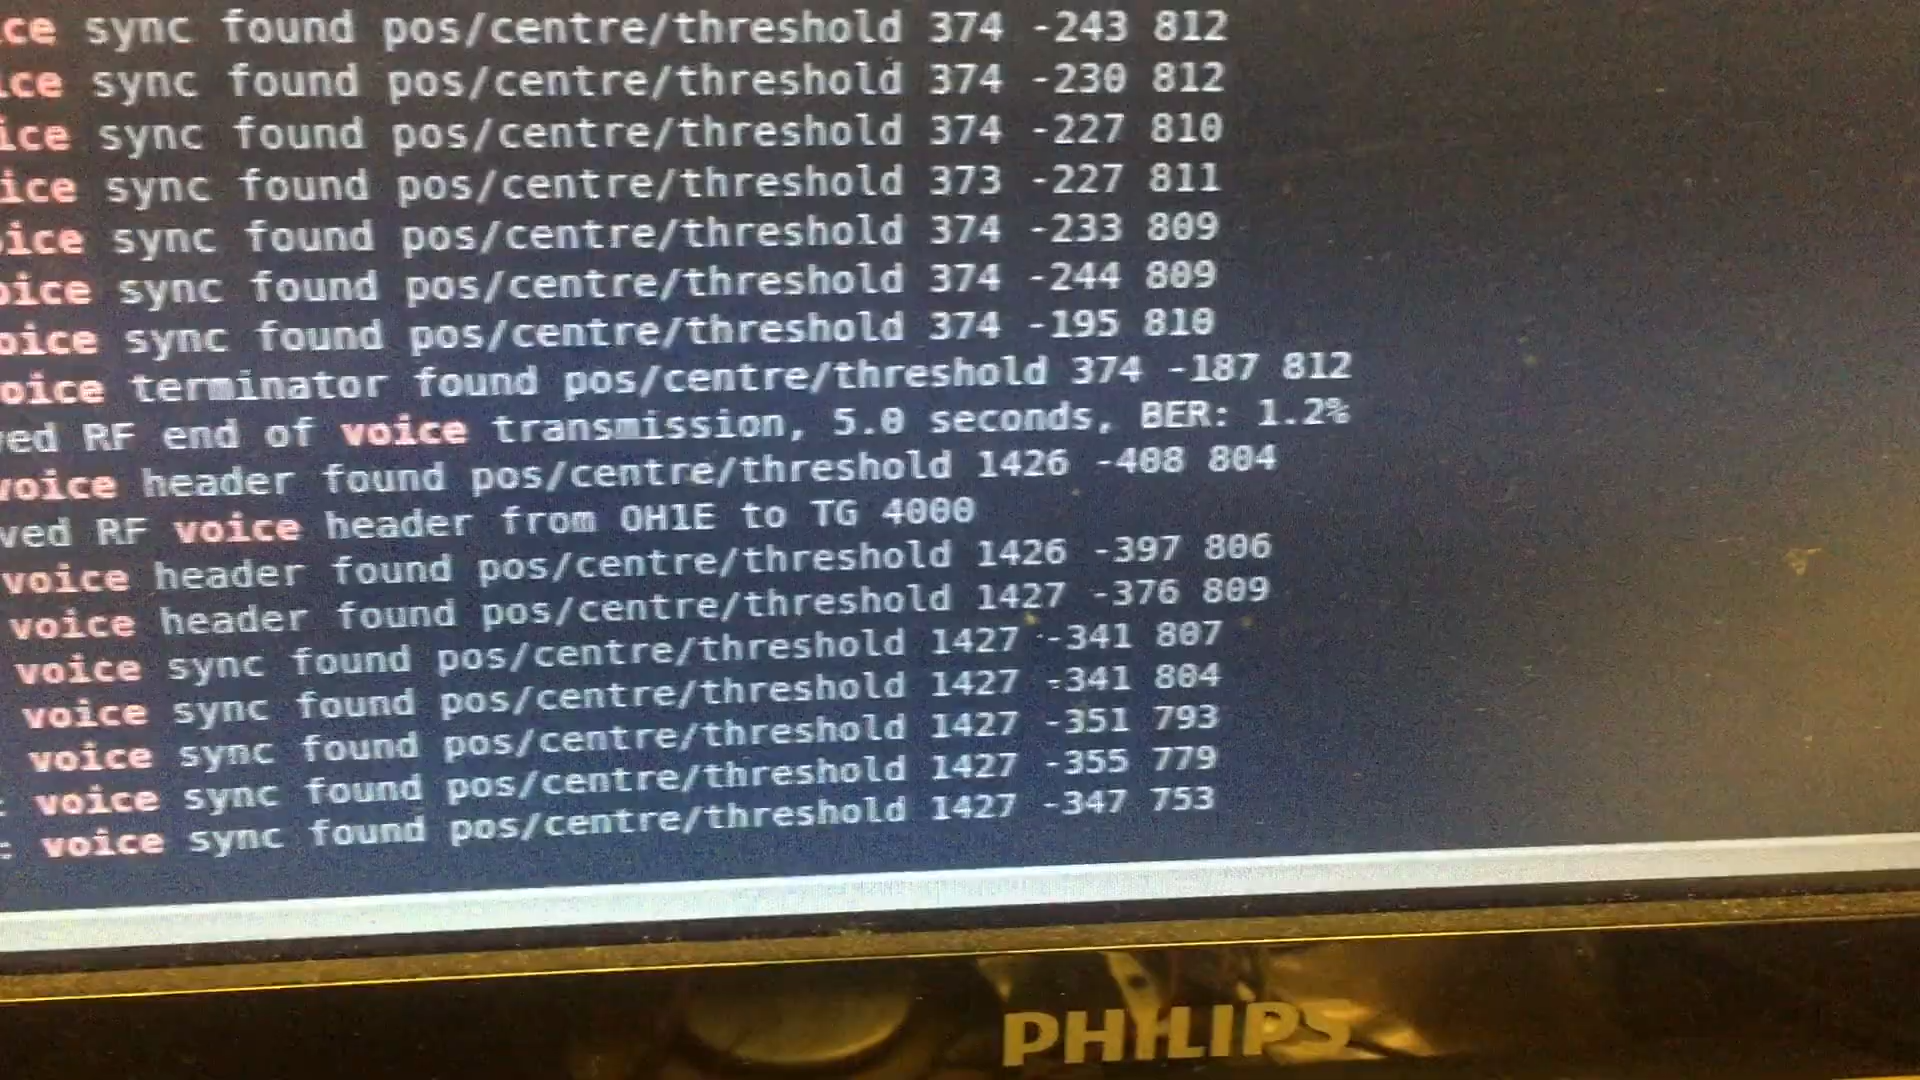 ce sync found pos/centre/threshold 374 -243 812
ice sync found pos/centre/threshold 374 -230 812
ice sync found pos/centre/threshold 374 -227 810
ice sync found pos/centre/threshold 373 -227 811
oice sync found pos/centre/threshold 374 -233 809
oice sync found pos/centre/threshold 374 -244 809
oice sync found pos/centre/threshold 374 -195 810
oice terminator found pos/centre/threshold 374 -187 812
ved RF end of voice transmission, 5.0 seconds, BER: 1.2%
voice header found pos/centre/threshold 1426 -408 804
ved RF voice header from OH1E to TG 4000
voice header found pos/centre/threshold 1426 -397 806
voice header found pos/centre/threshold 1427 -376 809
voice sync found pos/centre/threshold 1427 -341 807
voice sync found pos/centre/threshold 1427 -341 804
voice sync found pos/centre/threshold 1427 -351 793
: voice sync found pos/centre/threshold 1427 -355 779
: voice sync found pos/centre/threshold 1427 -347 753
PHILIPS